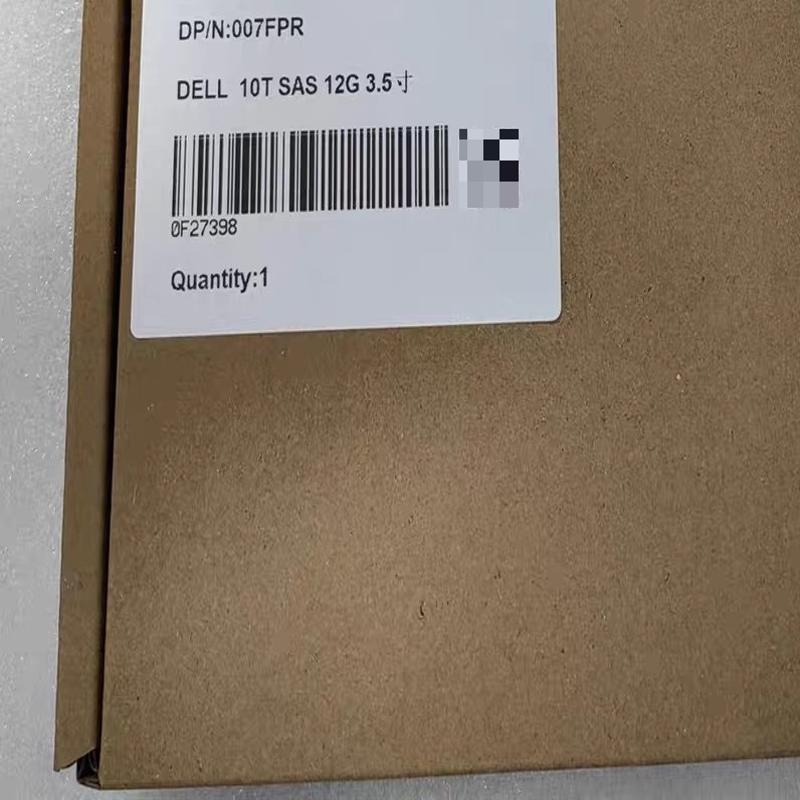 DP/N:007FPR
DELL 10T SAS 12G 3.5寸
0F27398
Quantity:1